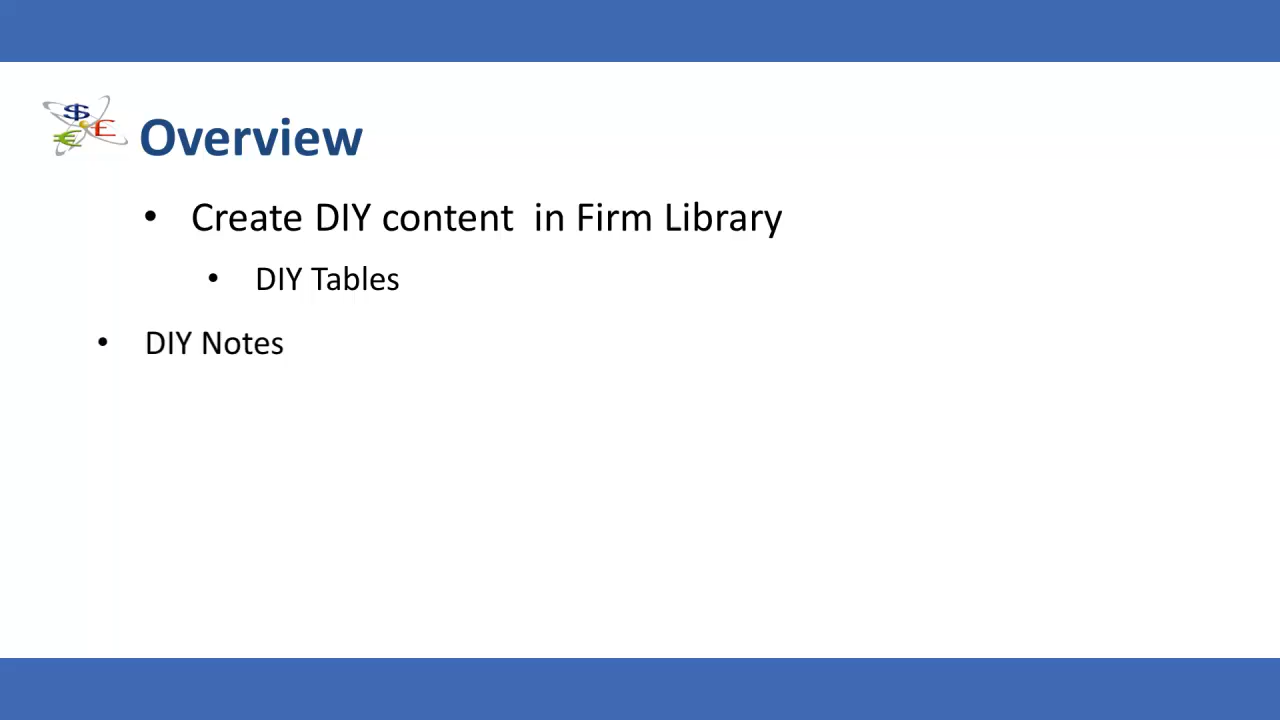 Overview
• Create DIY content  in Firm Library
• DIY Tables
• DIY Notes